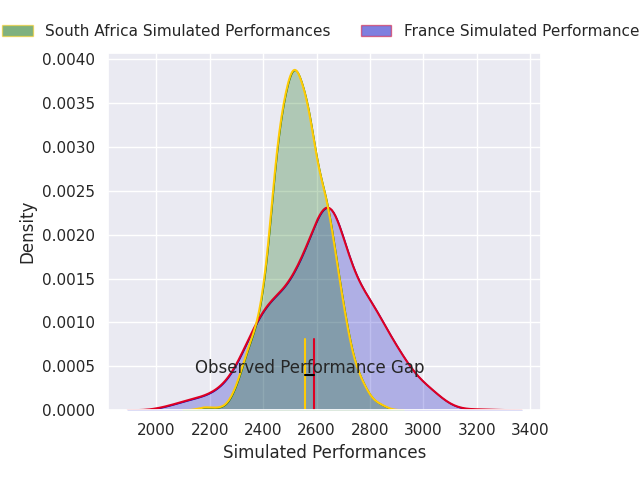 South Africa Simulated Performances France Simulated Performance
0.0040
0.0035
0.0030
0.0025
0.0020
0.0015
0.0010
0.0005
0.0000
Density
Observed Performance Gap
2000 2200 2400 2600 2800 3000 3200 3400
Simulated Performances